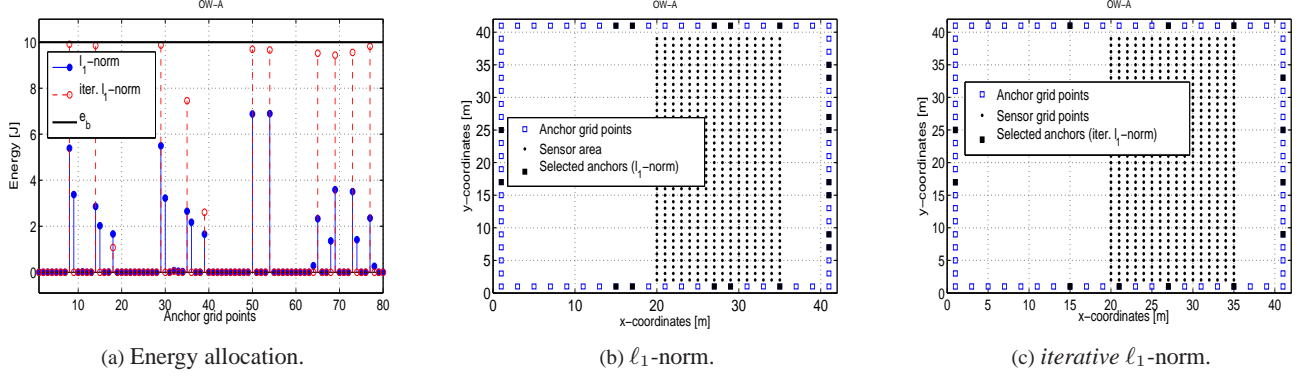 OW-A
10
8
6
4
2
0
Energy [J]
l₁-norm
iter. l₁-norm
e_b
20
30
40
50
60
70
80
Anchor grid points
(a) Energy allocation.
OW-A
40
35
30
25
20
15
10
5
0
y-coordinates [m]
Anchor grid points
Sensor area
Selected anchors (l₁-norm)
0
10
20
30
40
x-coordinates [m]
(b) ℓ₁-norm.
OW-A
40
35
30
25
20
15
10
5
0
y-coordinates [m]
Anchor grid points
Sensor grid points
Selected anchors (iter. l₁-norm)
0
5
10
15
20
25
30
35
40
x-coordinates [m]
(c) iterative ℓ₁-norm.